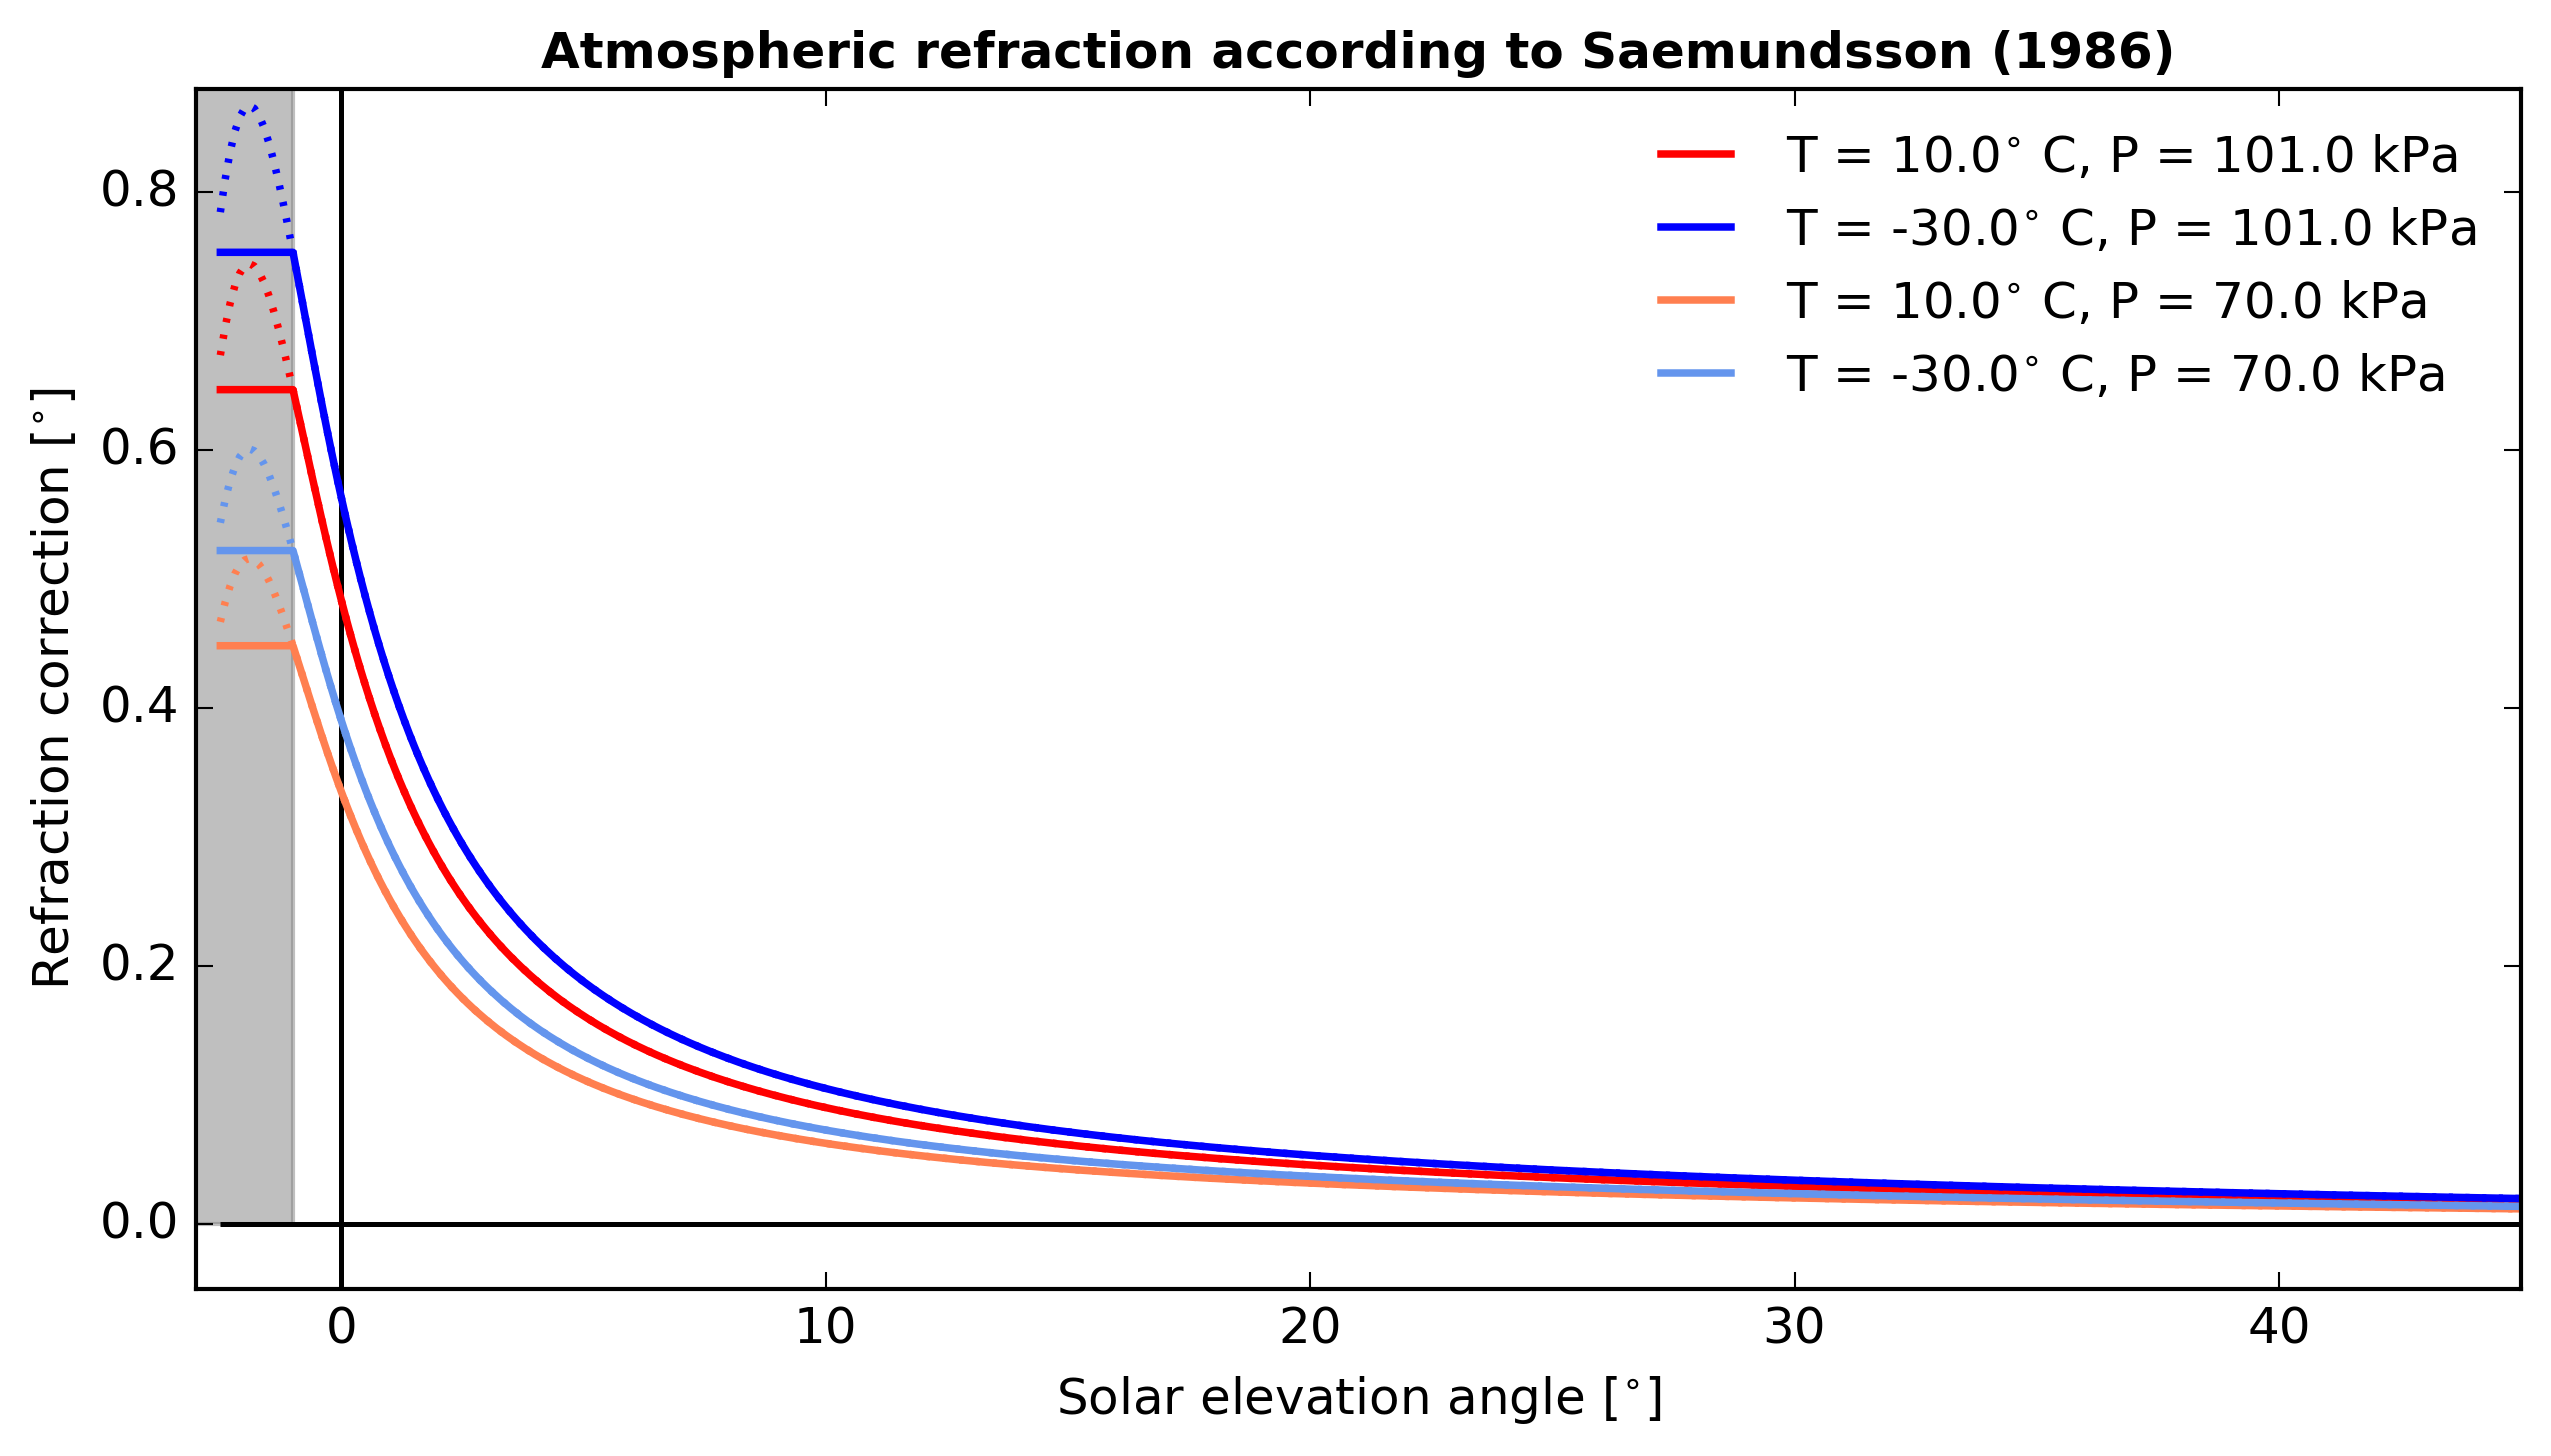 Atmospheric refraction according to Saemundsson (1986)
T = 10.0° C, P = 101.0 kPa
T = -30.0° C, P = 101.0 kPa
T = 10.0° C, P = 70.0 kPa
T = -30.0° C, P = 70.0 kPa
Refraction correction [°]
0.8
0.6
0.4
0.2
0.0
0 10 20 30 40
Solar elevation angle [°]